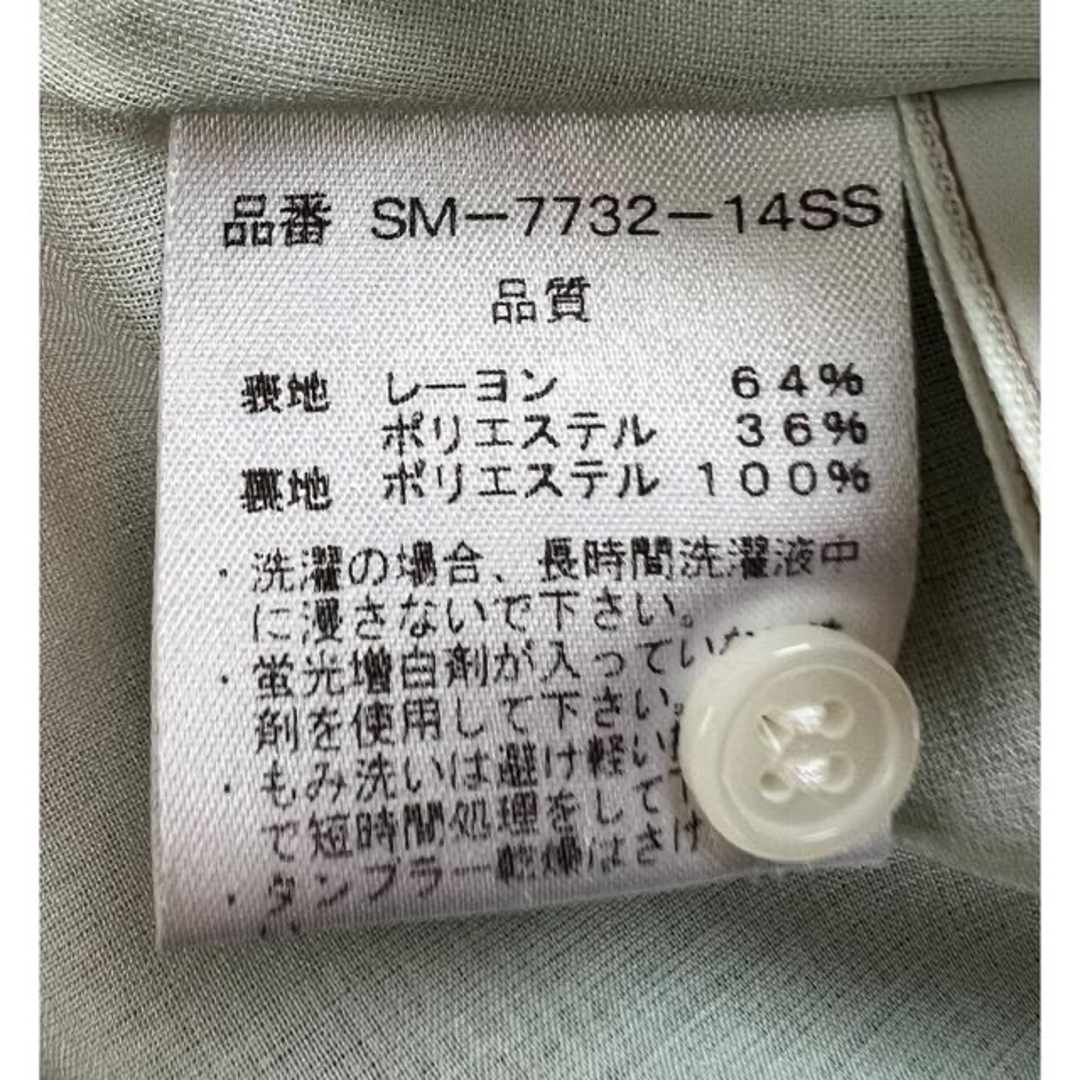 品番 SM-7732-14SS
品質
表地 レーヨン 64%
ポリエステル 36%
裏地 ポリエステル 100%
・洗濯の場合、長時間洗濯液中
に浸さないで下さい。
・蛍光増白剤が入ってい
剤を使用して下さい。
・もみ洗いは避け軽い
で短時間処理をして
・タンブラー乾燥はさけ